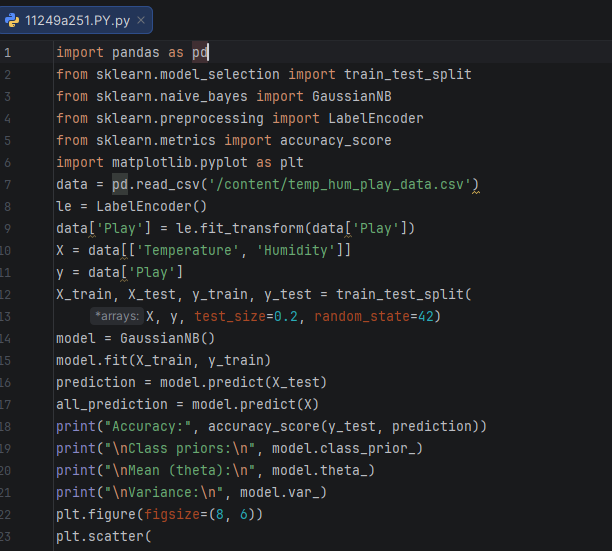 11249a251.PY.py
1 import pandas as pd
2 from sklearn.model_selection import train_test_split
3 from sklearn.naive_bayes import GaussianNB
4 from sklearn.preprocessing import LabelEncoder
5 from sklearn.metrics import accuracy_score
6 import matplotlib.pyplot as plt
7 data = pd.read_csv('/content/temp_hum_play_data.csv')
8 le = LabelEncoder()
9 data['Play'] = le.fit_transform(data['Play'])
10 X = data[['Temperature', 'Humidity']]
11 y = data['Play']
12 X_train, X_test, y_train, y_test = train_test_split(
13     *arrays: X, y, test_size=0.2, random_state=42)
14 model = GaussianNB()
15 model.fit(X_train, y_train)
16 prediction = model.predict(X_test)
17 all_prediction = model.predict(X)
18 print("Accuracy:", accuracy_score(y_test, prediction))
19 print("\nClass priors:\n", model.class_prior_)
20 print("\nMean (theta):\n", model.theta_)
21 print("\nVariance:\n", model.var_)
22 plt.figure(figsize=(8, 6))
23 plt.scatter(